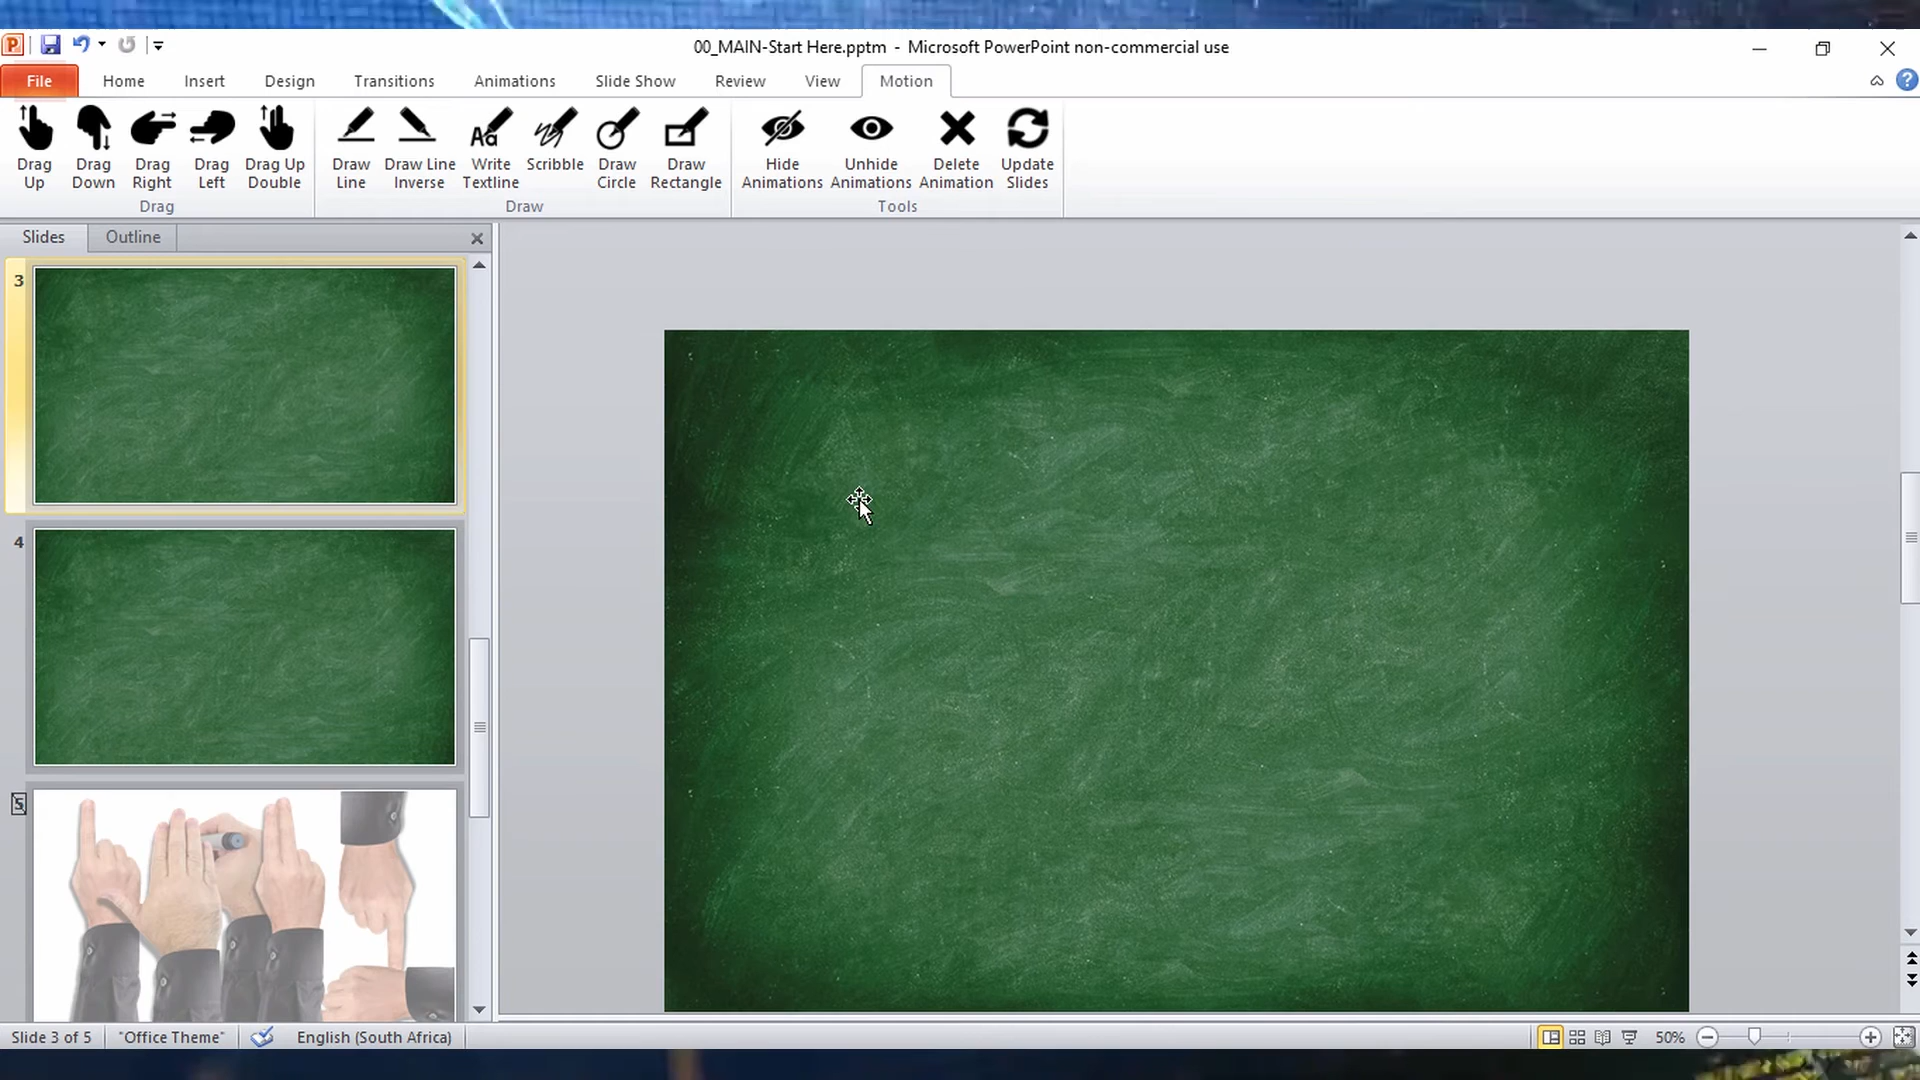 P
00_MAIN-Start Here.pptm - Microsoft PowerPoint non-commercial use
File Home Insert Design Transitions Animations Slide Show Review View Motion ?
Drag Up Drag Down Drag Right Drag Left Drag Up Double
Drag
Draw Line Draw Line Inverse Aa Write Textline Scribble Draw Circle Draw Rectangle
Draw
Hide Animations Unhide Animations Delete Animation Update Slides
Tools
Slides Outline
3
4
5
Slide 3 of 5 "Office Theme" English (South Africa) 50%